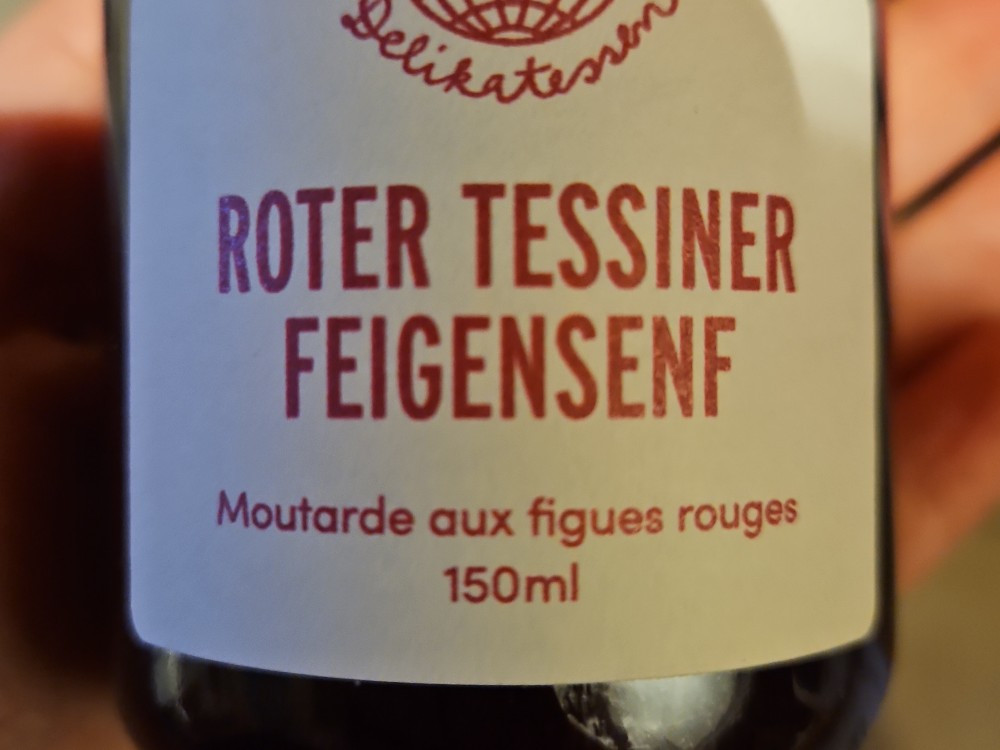 Delikatessen
ROTER TESSINER
FEIGENSENF
Moutarde aux figues rouges
150ml